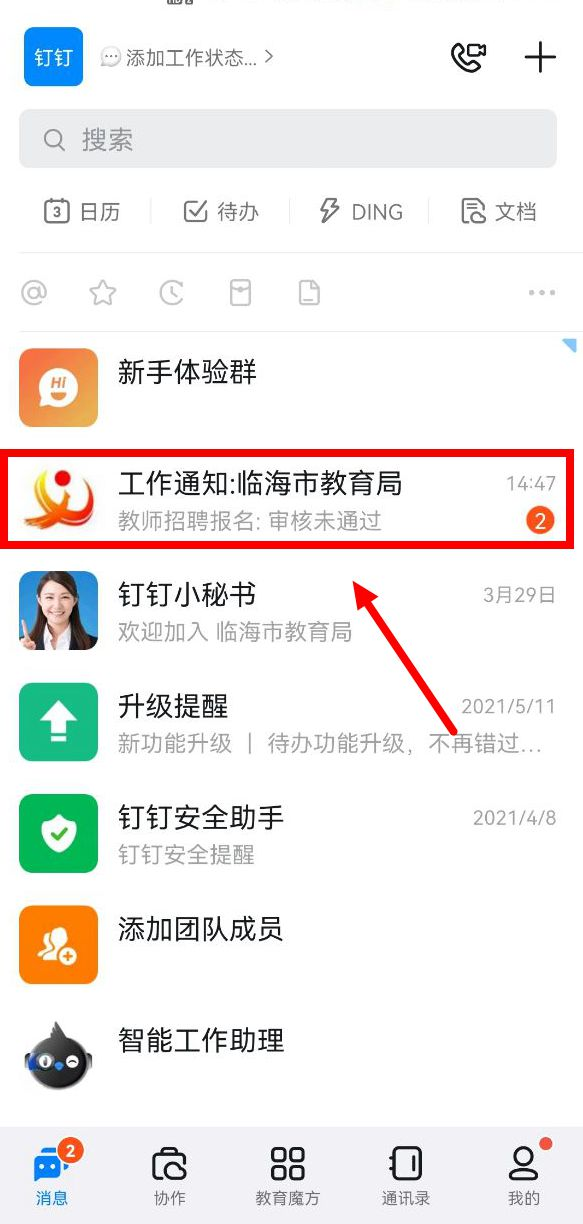 钉钉
添加工作状态... >
搜索
3 日历
待办
DING
文档
Hi
新手体验群
工作通知:临海市教育局
14:47
教师招聘报名: 审核未通过
2
钉钉小秘书
3月29日
欢迎加入 临海市教育局
升级提醒
2021/5/11
新功能升级 | 待办功能升级，不再错过...
钉钉安全助手
2021/4/8
钉钉安全提醒
添加团队成员
智能工作助理
2
消息
协作
教育魔方
通讯录
我的